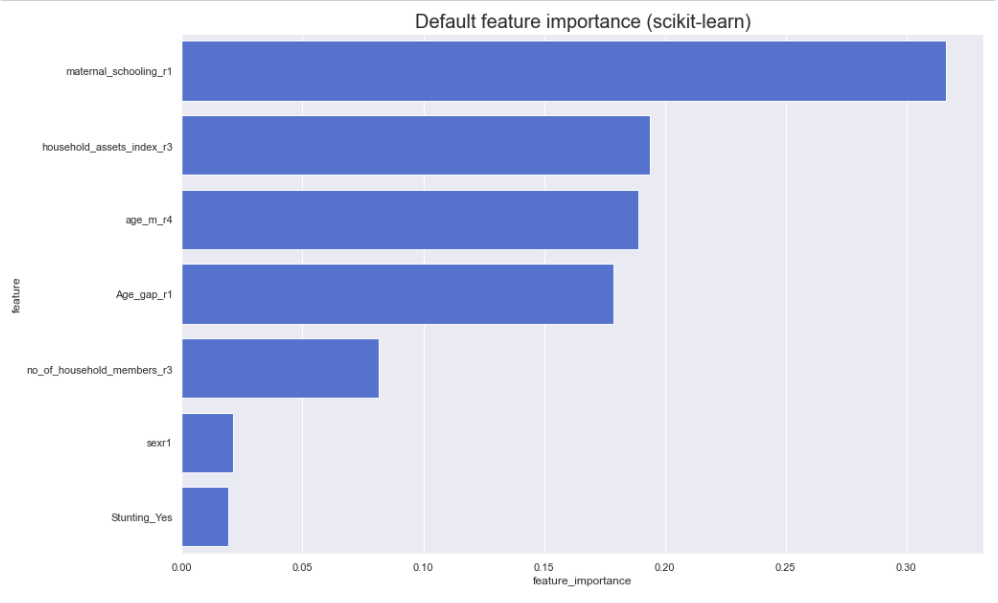 Default feature importance (scikit-learn)
feature
maternal_schooling_r1
household_assets_index_r3
age_m_r4
Age_gap_r1
no_of_household_members_r3
sexr1
Stunting_Yes
0.00 0.05 0.10 0.15 0.20 0.25 0.30
feature_importance